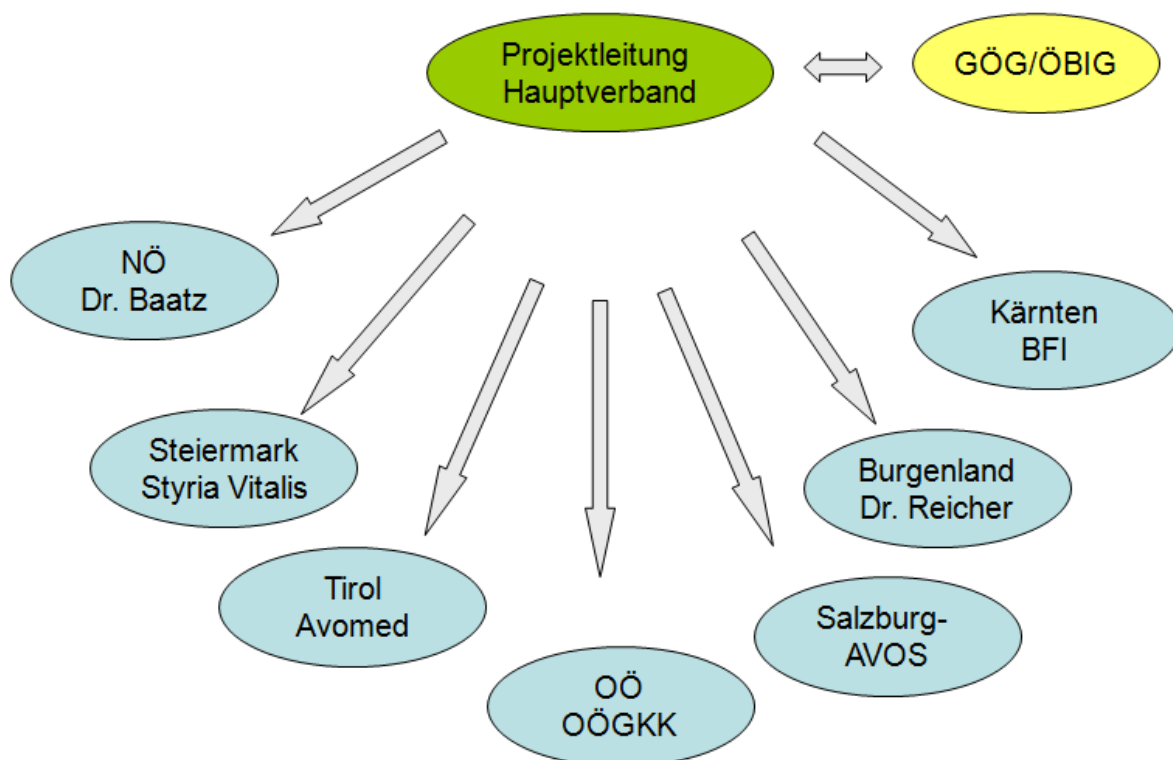 Projektleitung
Hauptverband
GÖG/ÖBIG
NÖ
Dr. Baatz
Kärnten
BFI
Steiermark
Styria Vitalis
Burgenland
Dr. Reicher
Tirol
Avomed
Salzburg-
AVOS
OÖ
OÖGKK